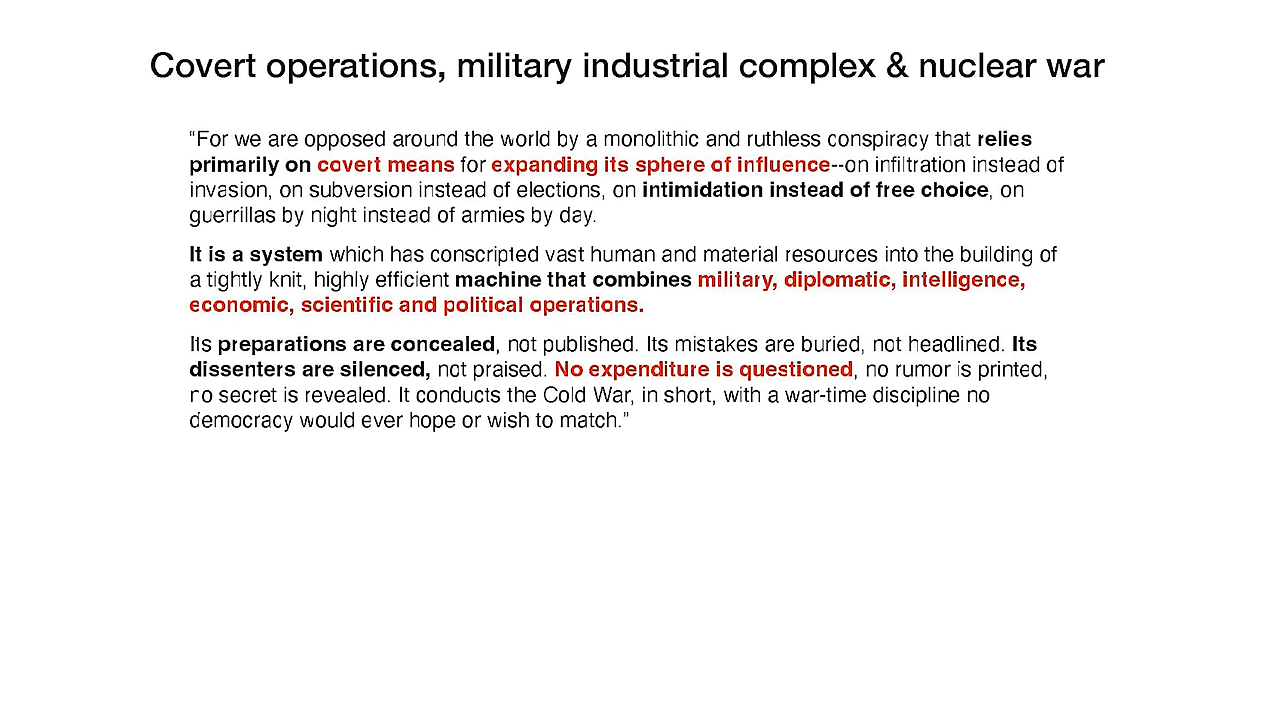 Covert operations, military industrial complex & nuclear war
“For we are opposed around the world by a monolithic and ruthless conspiracy that relies
primarily on covert means for expanding its sphere of influence--on infiltration instead of
invasion, on subversion instead of elections, on intimidation instead of free choice, on
guerrillas by night instead of armies by day.
It is a system which has conscripted vast human and material resources into the building of
a tightly knit, highly efficient machine that combines military, diplomatic, intelligence,
economic, scientific and political operations.
Its preparations are concealed, not published. Its mistakes are buried, not headlined. Its
dissenters are silenced, not praised. No expenditure is questioned, no rumor is printed,
no secret is revealed. It conducts the Cold War, in short, with a war-time discipline no
democracy would ever hope or wish to match.”